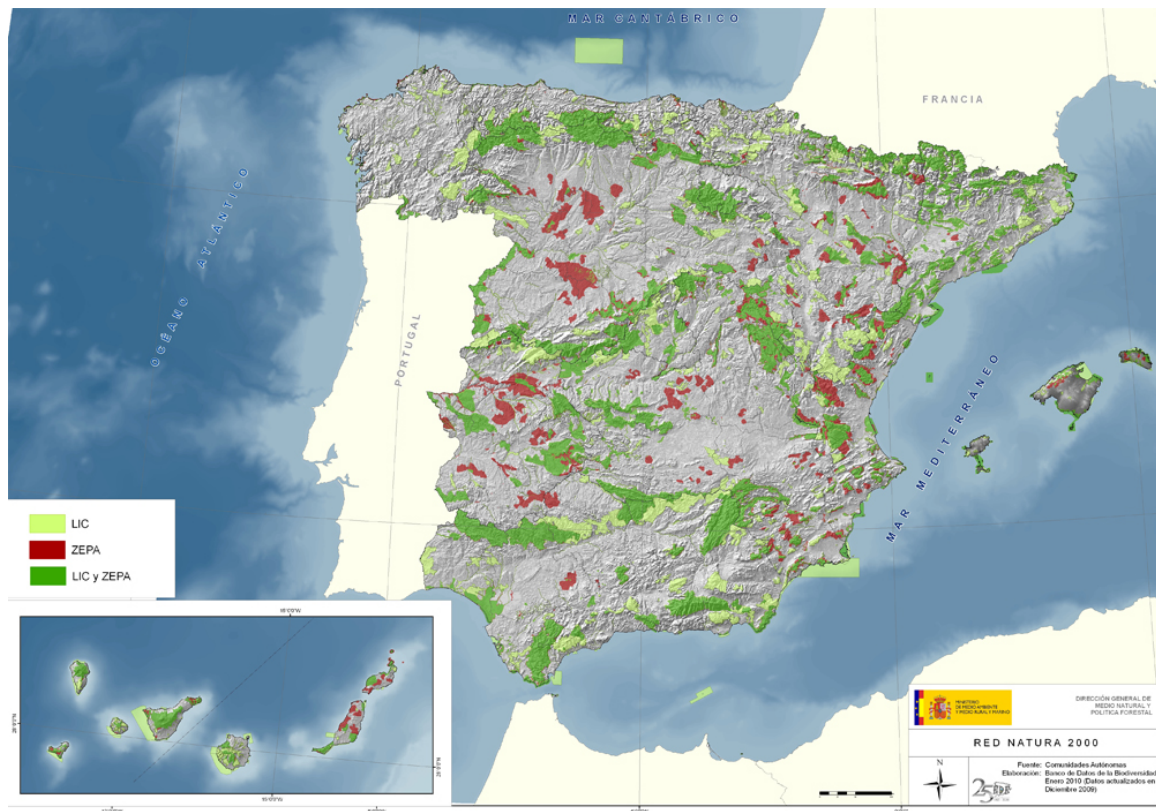 MAR CANTÁBRICO
FRANCIA
OCÉANO ATLÁNTICO
PORTUGAL
MAR MEDITERRÁNEO
LIC
ZEPA
LIC y ZEPA
MINISTERIO
DE MEDIO AMBIENTE
Y MEDIO RURAL Y MARINO
DIRECCIÓN GENERAL DE
MEDIO NATURAL Y
POLÍTICA FORESTAL
RED NATURA 2000
N
Fuente: Comunidades Autónomas
Elaboración: Banco de Datos de la Biodiversidad
Enero 2010 (Datos actualizados en
Diciembre 2009)
25